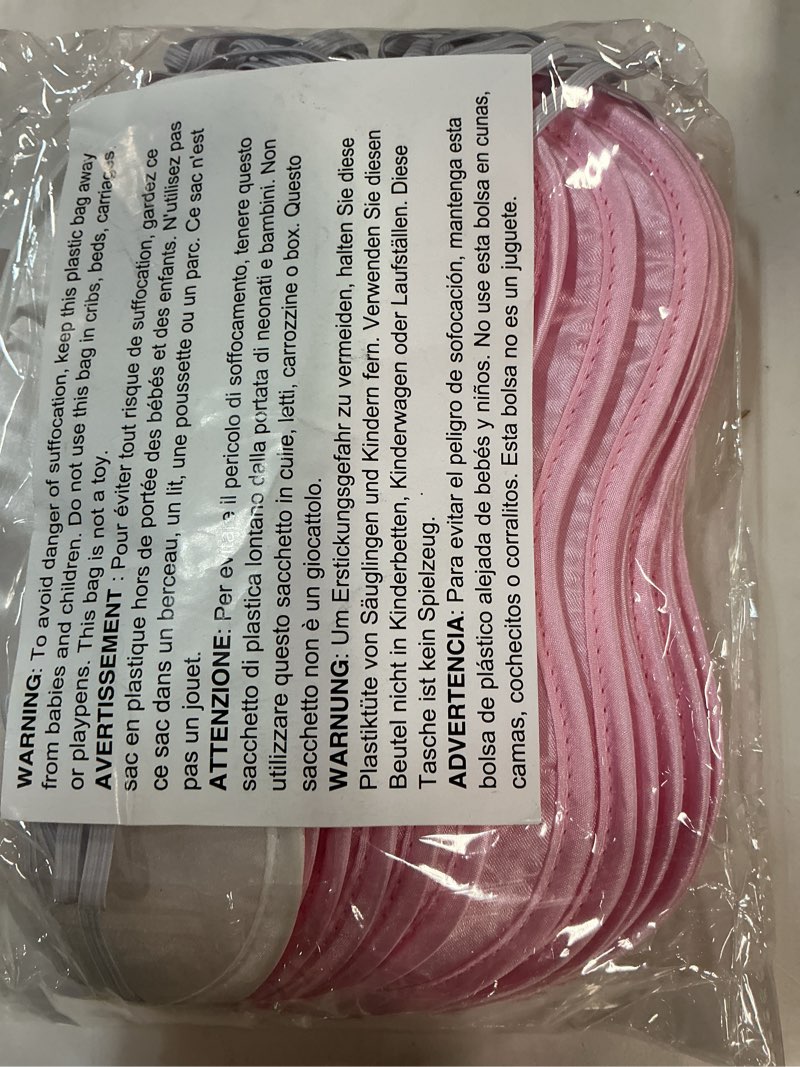 WARNING: To avoid danger of suffocation, keep this plastic bag away
from babies and children. Do not use this bag in cribs, beds, carriages
or playpens. This bag is not a toy.
AVERTISSEMENT : Pour éviter tout risque de suffocation, gardez ce
sac en plastique hors de portée des bébés et des enfants. N'utilisez pas
ce sac dans un berceau, un lit, une poussette ou un parc. Ce sac n'est
pas un jouet.
ATTENZIONE: Per evitare il pericolo di soffocamento, tenere questo
sacchetto di plastica lontano dalla portata di neonati e bambini. Non
utilizzare questo sacchetto in culle, letti, carrozzine o box. Questo
sacchetto non è un giocattolo.
WARNUNG: Um Erstickungsgefahr zu vermeiden, halten Sie diese
Plastiktüte von Säuglingen und Kindern fern. Verwenden Sie diesen
Beutel nicht in Kinderbetten, Kinderwagen oder Laufställen. Diese
Tasche ist kein Spielzeug.
ADVERTENCIA: Para evitar el peligro de sofocación, mantenga esta
bolsa de plástico alejada de bebés y niños. No use esta bolsa en cunas,
camas, cochecitos o corralitos. Esta bolsa no es un juguete.